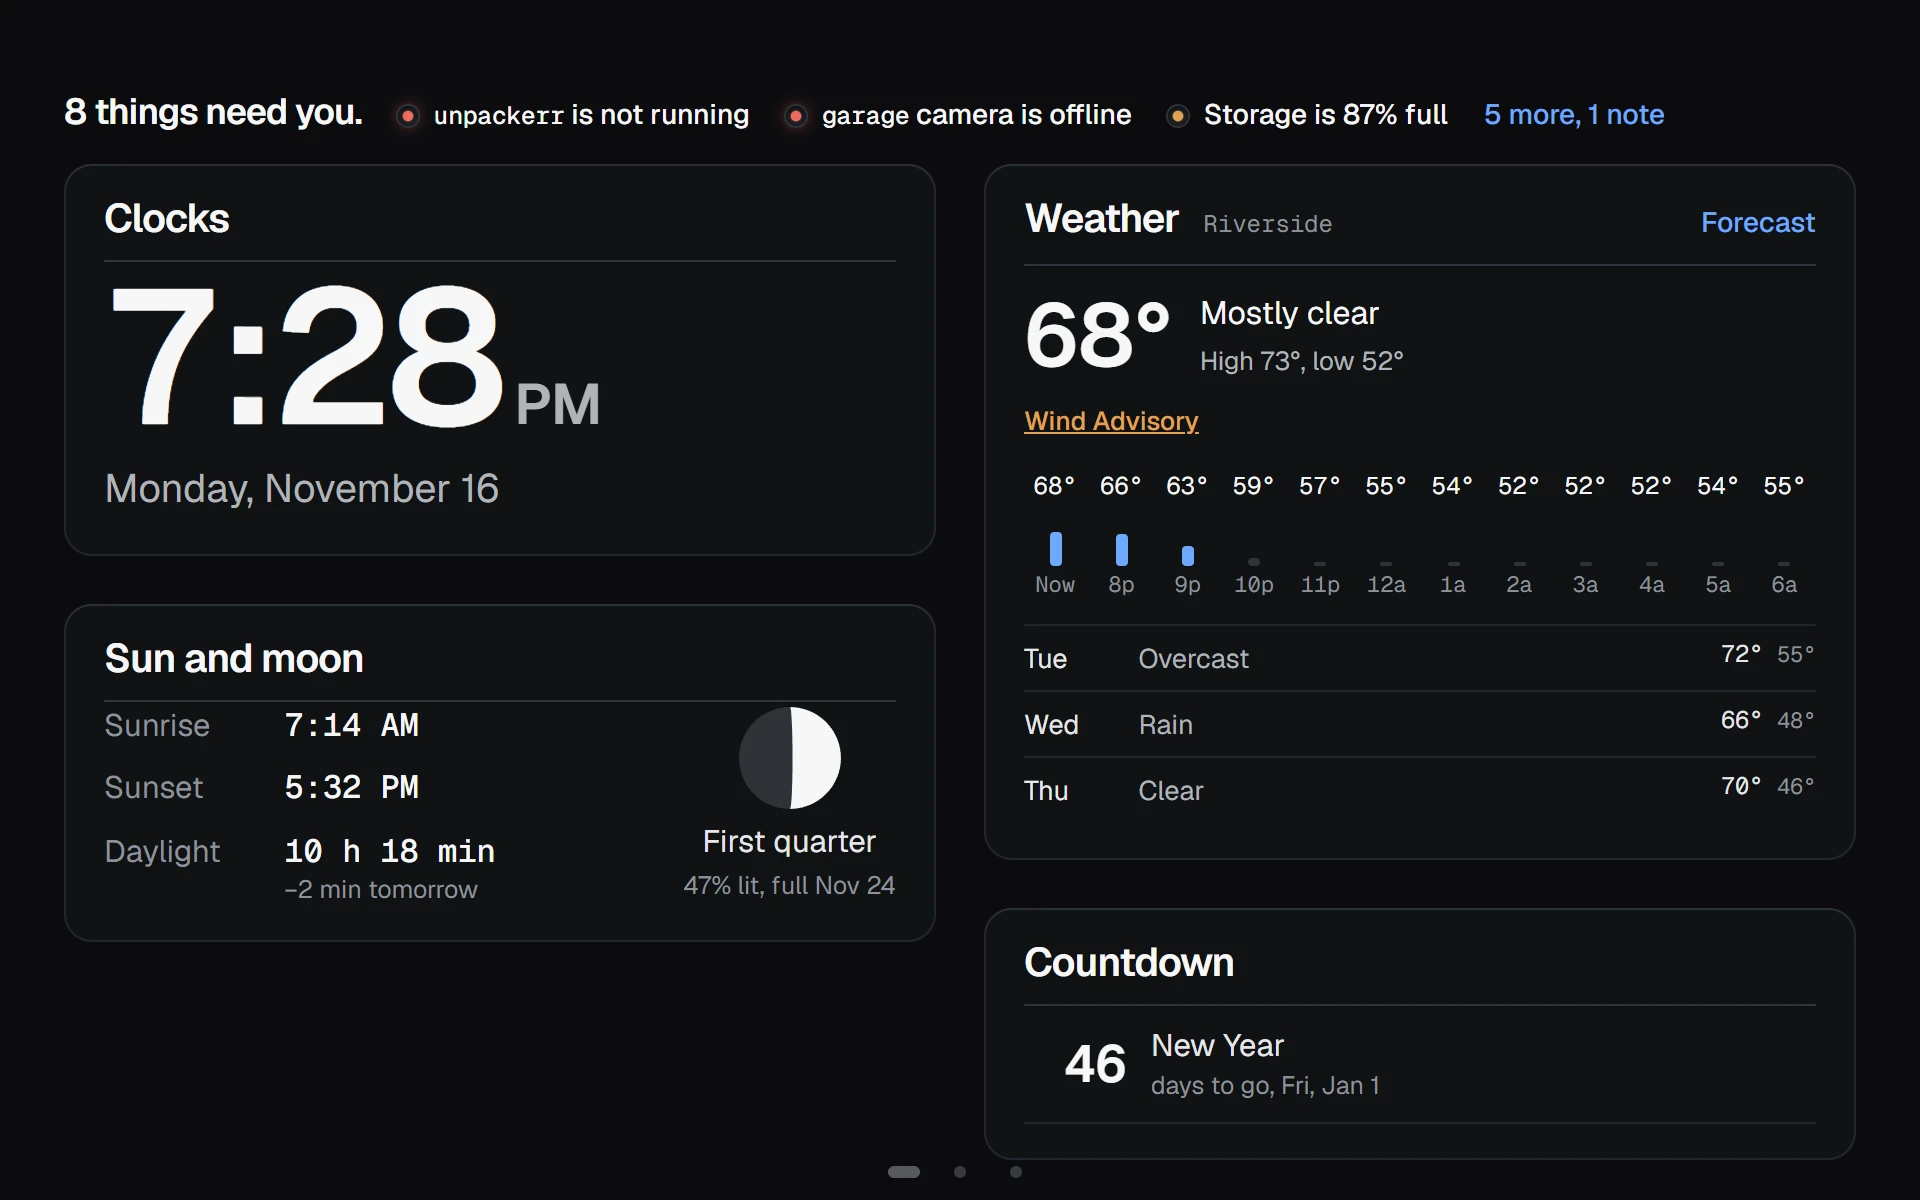 8 things need you. unpackerr is not running garage camera is offline Storage is 87% full 5 more, 1 note
Clocks
7:28 PM
Monday, November 16
Sun and moon
Sunrise 7:14 AM
Sunset 5:32 PM
Daylight 10 h 18 min
−2 min tomorrow
First quarter
47% lit, full Nov 24
Weather Riverside Forecast
68° Mostly clear
High 73°, low 52°
Wind Advisory
68° 66° 63° 59° 57° 55° 54° 52° 52° 52° 54° 55°
Now 8p 9p 10p 11p 12a 1a 2a 3a 4a 5a 6a
Tue Overcast 72° 55°
Wed Rain 66° 48°
Thu Clear 70° 46°
Countdown
46 New Year
days to go, Fri, Jan 1